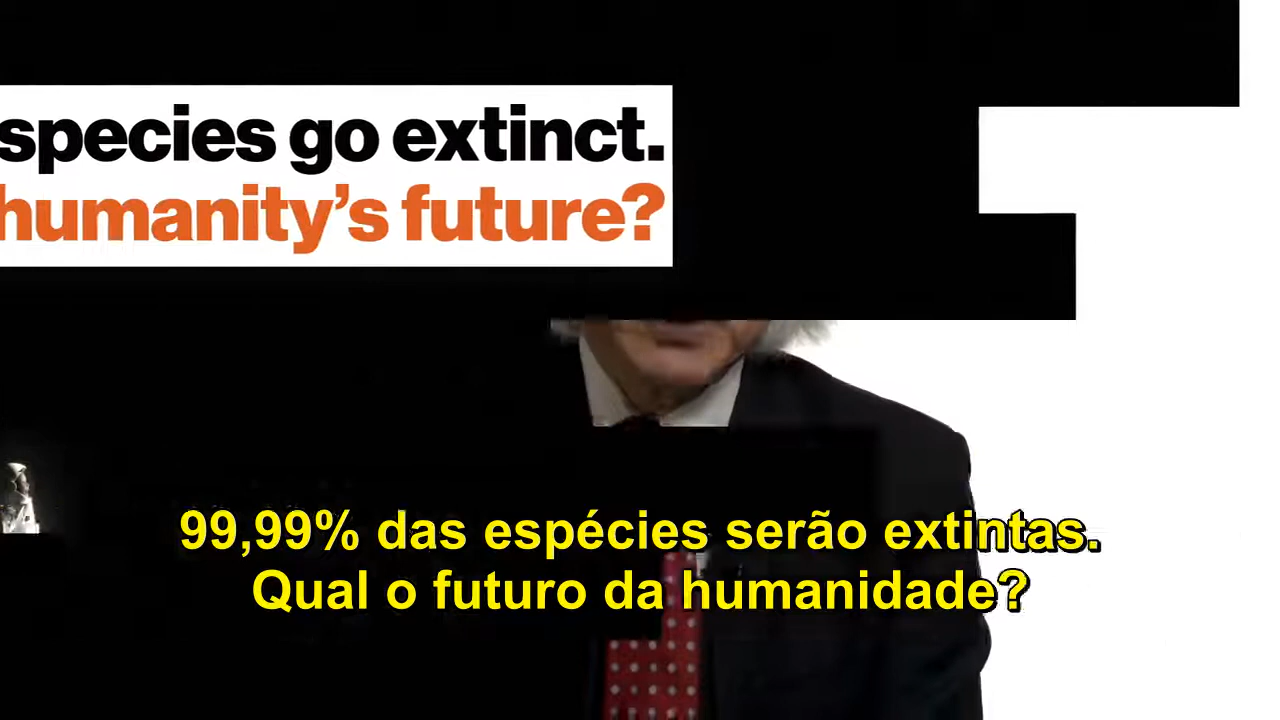 species go extinct.
humanity's future?
99,99% das espécies serão extintas.
Qual o futuro da humanidade?